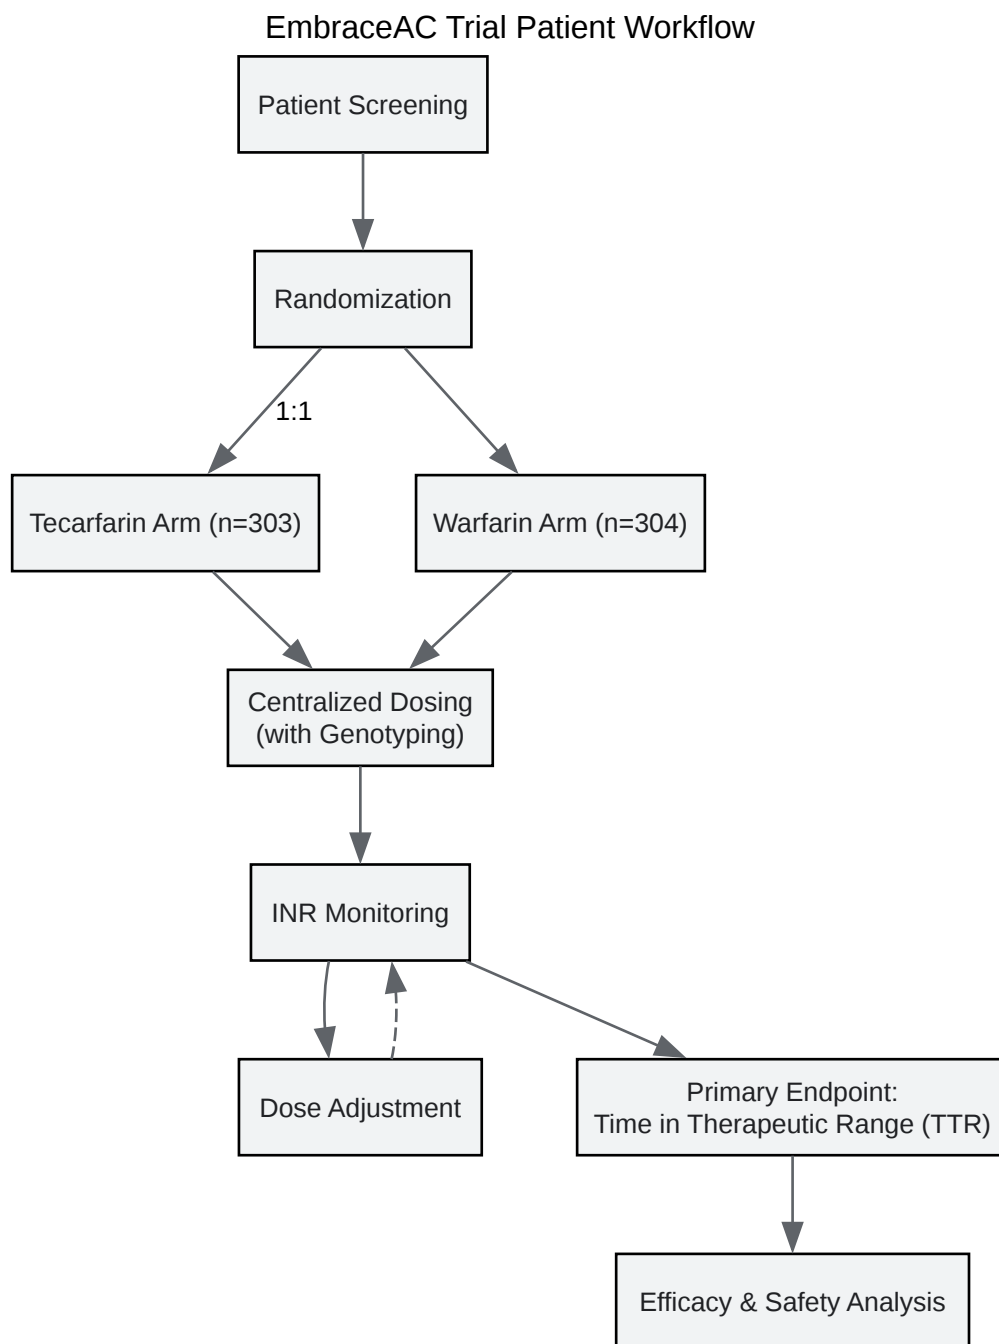 EmbraceAC Trial Patient Workflow
Patient Screening
Randomization
1:1
Tecarfarin Arm (n=303)
Warfarin Arm (n=304)
Centralized Dosing
(with Genotyping)
INR Monitoring
Dose Adjustment
Primary Endpoint:
Time in Therapeutic Range (TTR)
Efficacy & Safety Analysis